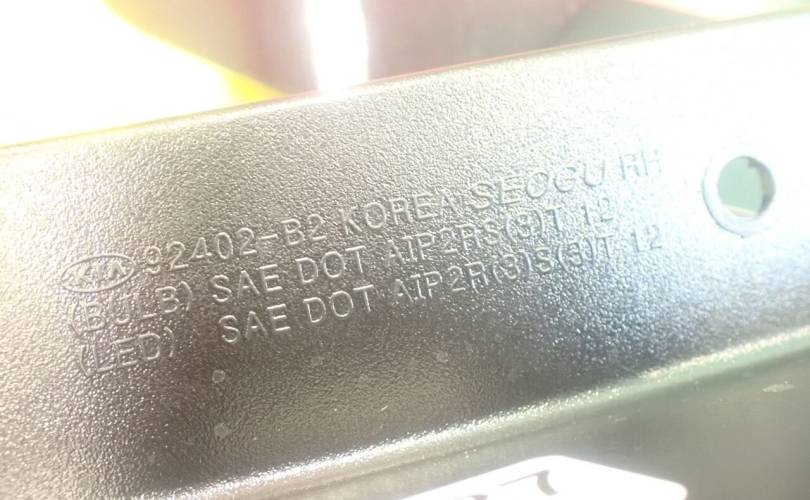 KIA 92402-B2 KOREA SEOGU RH
(BULB) SAE DOT AIP2RS(3)T 12
(LED) SAE DOT AIP2R(3)S(3)T 12